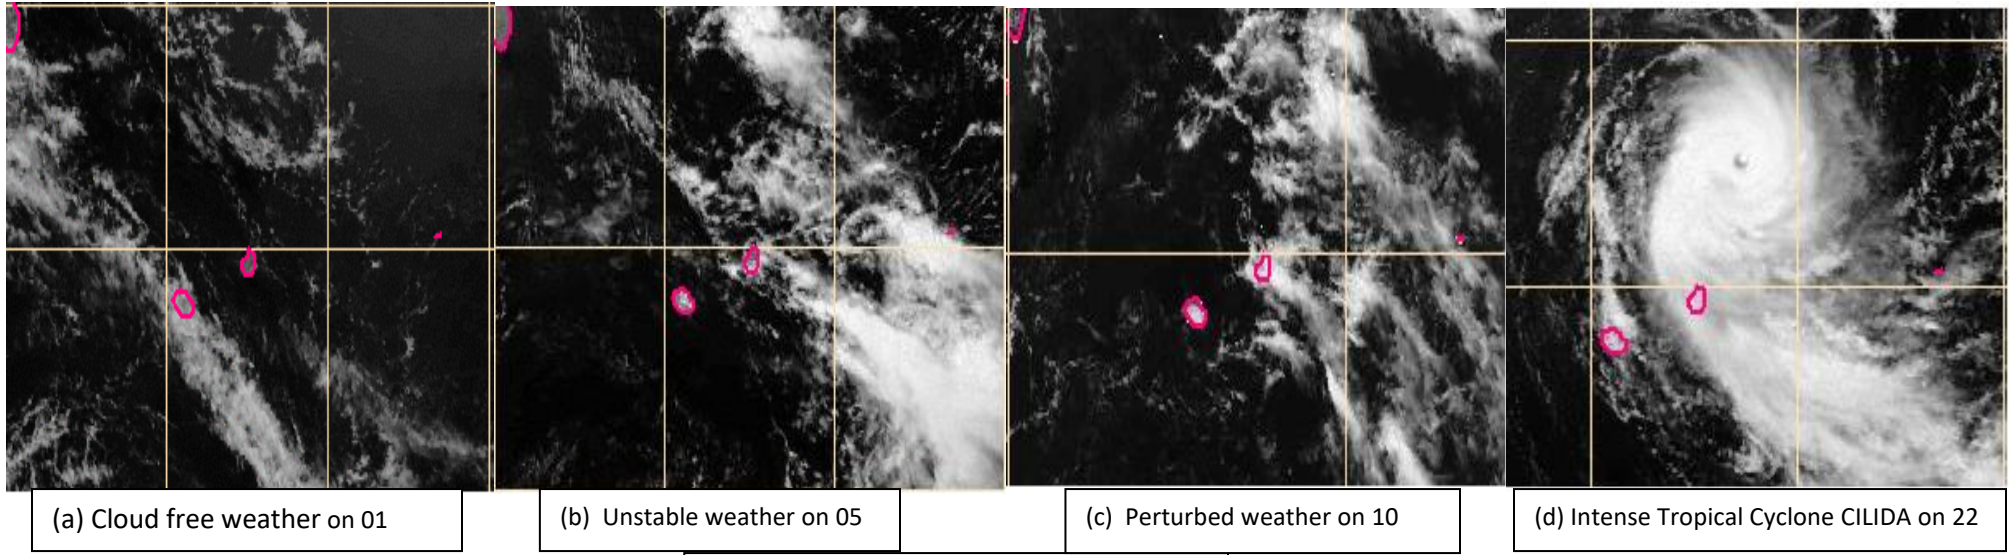 (a) Cloud free weather on 01
(b) Unstable weather on 05
(c) Perturbed weather on 10
(d) Intense Tropical Cyclone CILIDA on 22